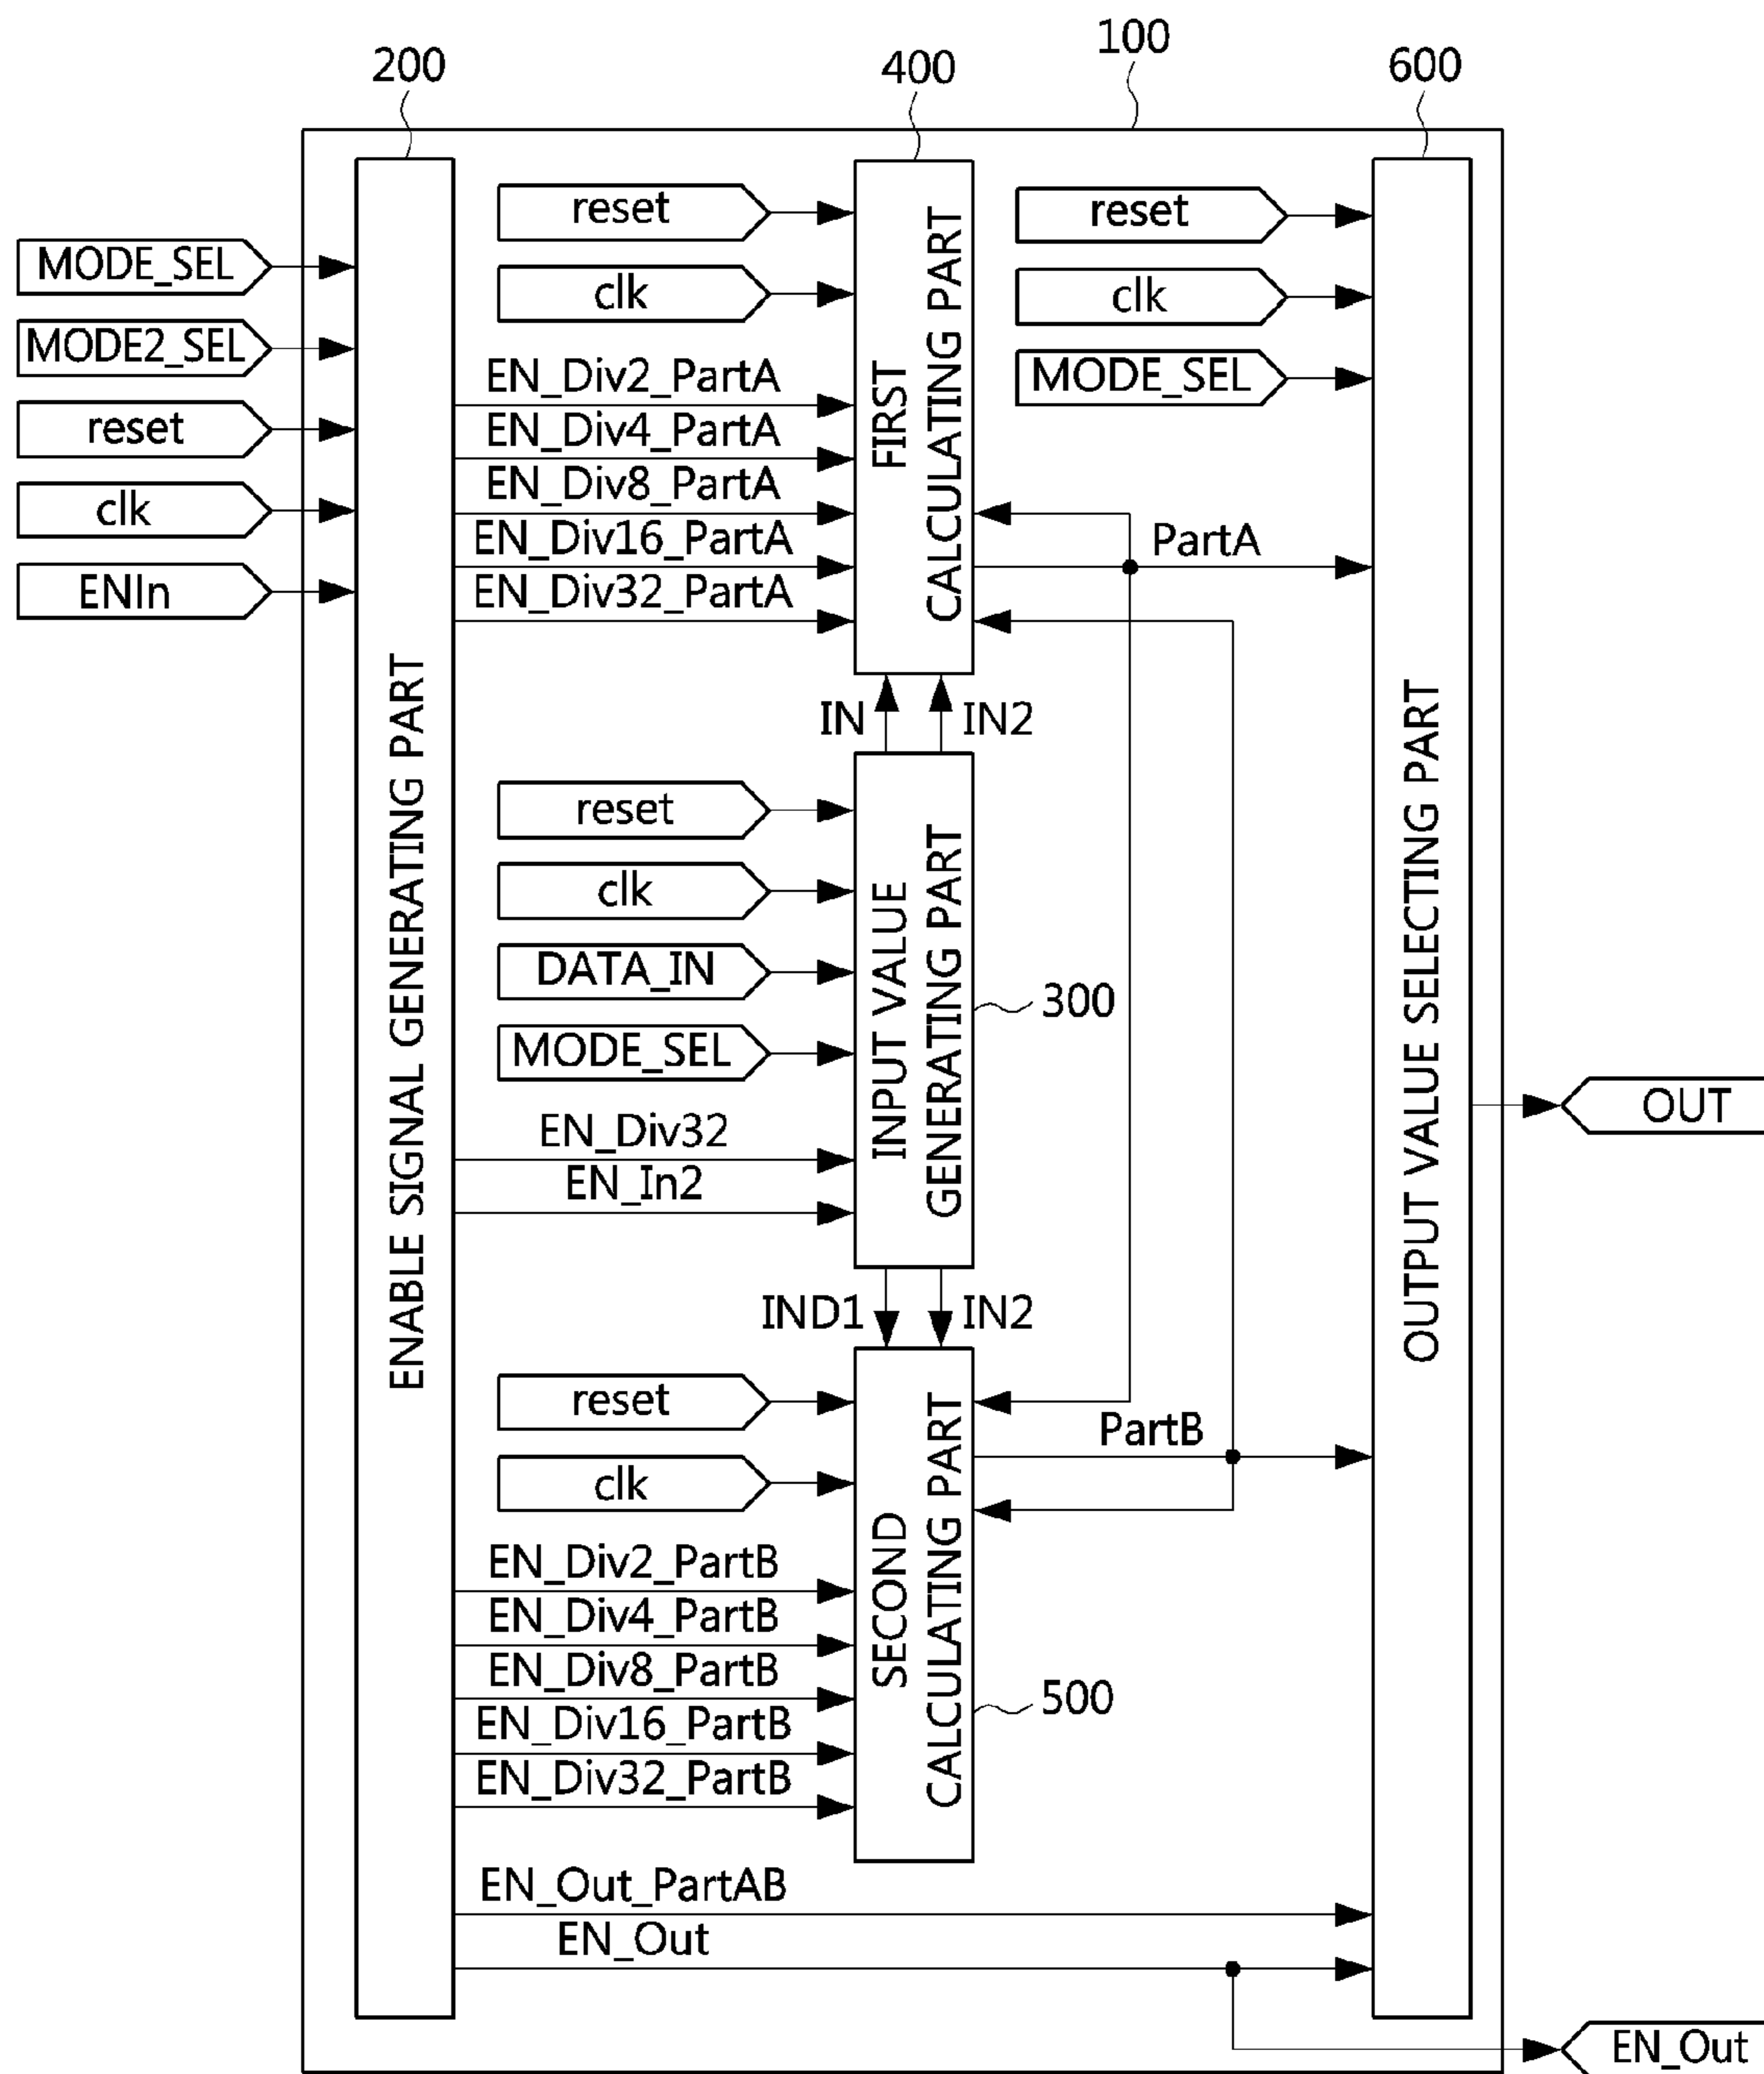 100
200
400
600
MODE_SEL
MODE2_SEL
reset
clk
ENIn
ENABLE SIGNAL GENERATING PART
reset
clk
EN_Div2_PartA
EN_Div4_PartA
EN_Div8_PartA
EN_Div16_PartA
EN_Div32_PartA
FIRST
CALCULATING PART
reset
clk
MODE_SEL
PartA
IN
IN2
reset
clk
DATA_IN
MODE_SEL
EN_Div32
EN_In2
INPUT VALUE
GENERATING PART
300
IND1
IN2
reset
clk
EN_Div2_PartB
EN_Div4_PartB
EN_Div8_PartB
EN_Div16_PartB
EN_Div32_PartB
SECOND
CALCULATING PART
PartB
500
EN_Out_PartAB
EN_Out
OUTPUT VALUE SELECTING PART
OUT
EN_Out